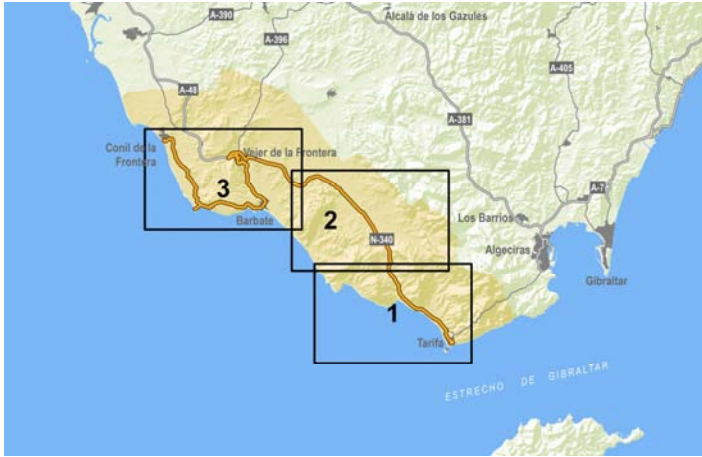 Alcalá de los Gazules
A-390
A-396
A-405
A-48
A-381
Conil de la
Frontera
Vejer de la Frontera
A-7
3
2
Barbate
Los Barrios
N-340
Algeciras
Gibraltar
1
Tarifa
ESTRECHO DE GIBRALTAR